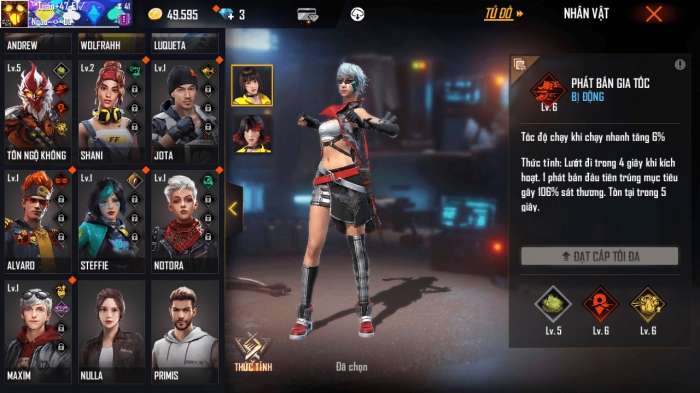 49.595
3
TỦ ĐỒ
NHÂN VẬT
ANDREW
WOLFRAHH
LUQUETA
Lv.5
Lv.2
Lv.1
TÔN NGỘ KHÔNG
SHANI
JOTA
Lv.1
Lv.1
Lv.1
ALVARO
STEFFIE
NOTORA
Lv.1
MAXIM
NULLA
PRIMIS
THỨC TỈNH
Đã chọn
Lv. 6
PHÁT BẮN GIA TỐC
BỊ ĐỘNG
Tốc độ chạy khi chạy nhanh tăng 6%
Thức tỉnh: Lướt đi trong 4 giây khi kích
hoạt. 1 phát bắn đầu tiên trúng mục tiêu
gây 106% sát thương. Tồn tại trong 5
giây.
ĐẠT CẤP TỐI ĐA
Lv. 5
Lv. 6
Lv. 6